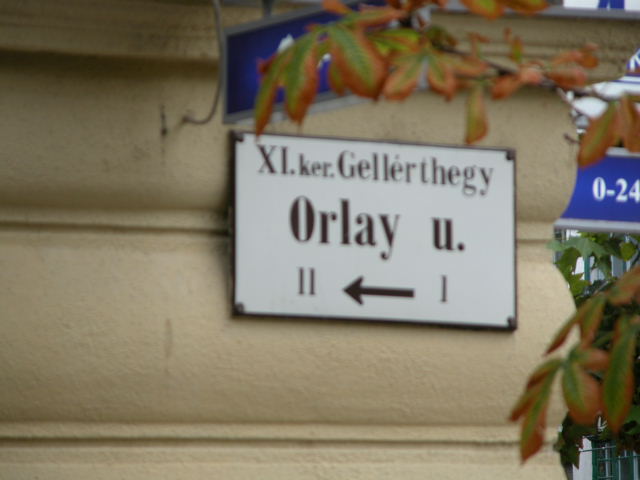 XI. ker. Gellérthegy
Orlay u.
11 ← 1
0-24